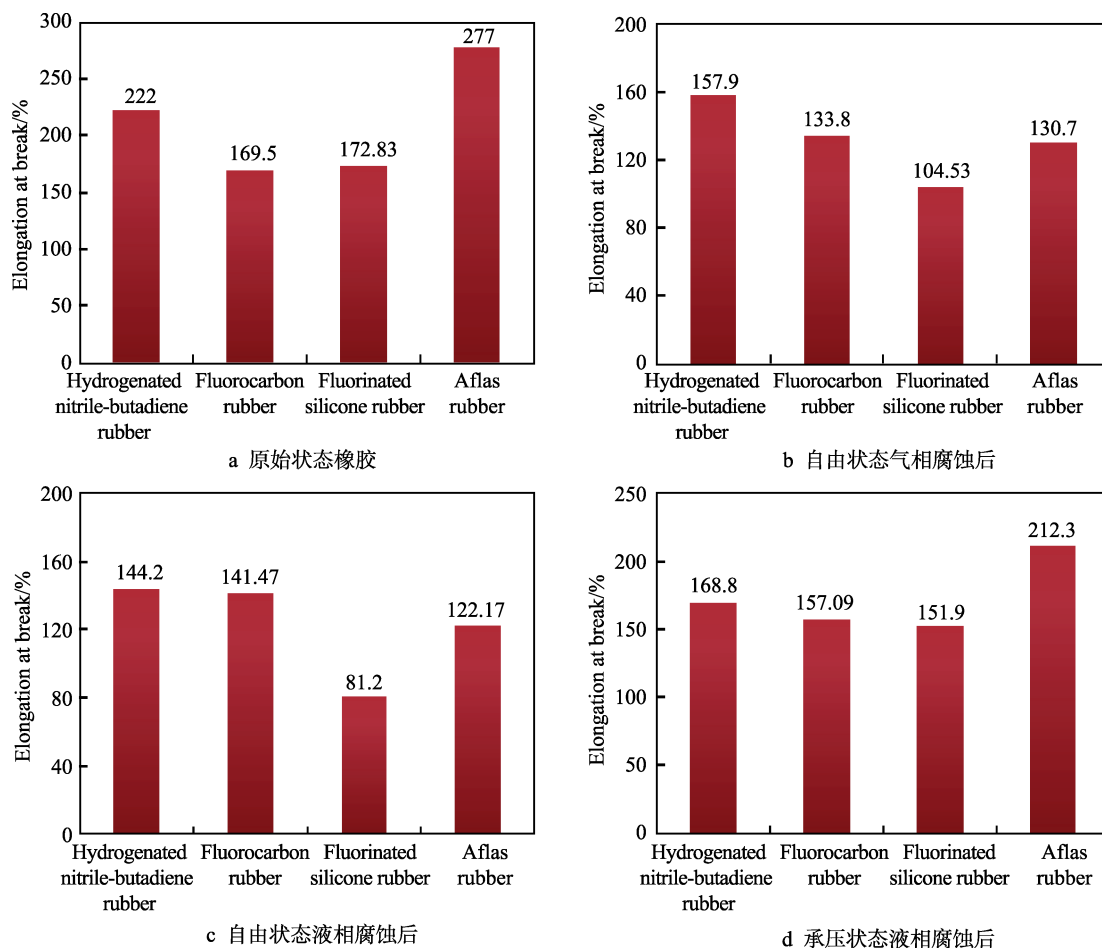 Elongation at break/%
300
250
200
150
100
50
0
222
169.5
172.83
277
Hydrogenated
nitrile-butadiene
rubber
Fluorocarbon
rubber
Fluorinated
silicone rubber
Aflas
rubber
a 原始状态橡胶
Elongation at break/%
200
160
120
80
40
0
157.9
133.8
104.53
130.7
Hydrogenated
nitrile-butadiene
rubber
Fluorocarbon
rubber
Fluorinated
silicone rubber
Aflas
rubber
b 自由状态气相腐蚀后
Elongation at break/%
200
160
120
80
40
0
144.2
141.47
81.2
122.17
Hydrogenated
nitrile-butadiene
rubber
Fluorocarbon
rubber
Fluorinated
silicone rubber
Aflas
rubber
c 自由状态液相腐蚀后
Elongation at break/%
250
200
150
100
50
0
168.8
157.09
151.9
212.3
Hydrogenated
nitrile-butadiene
rubber
Fluorocarbon
rubber
Fluorinated
silicone rubber
Aflas
rubber
d 承压状态液相腐蚀后